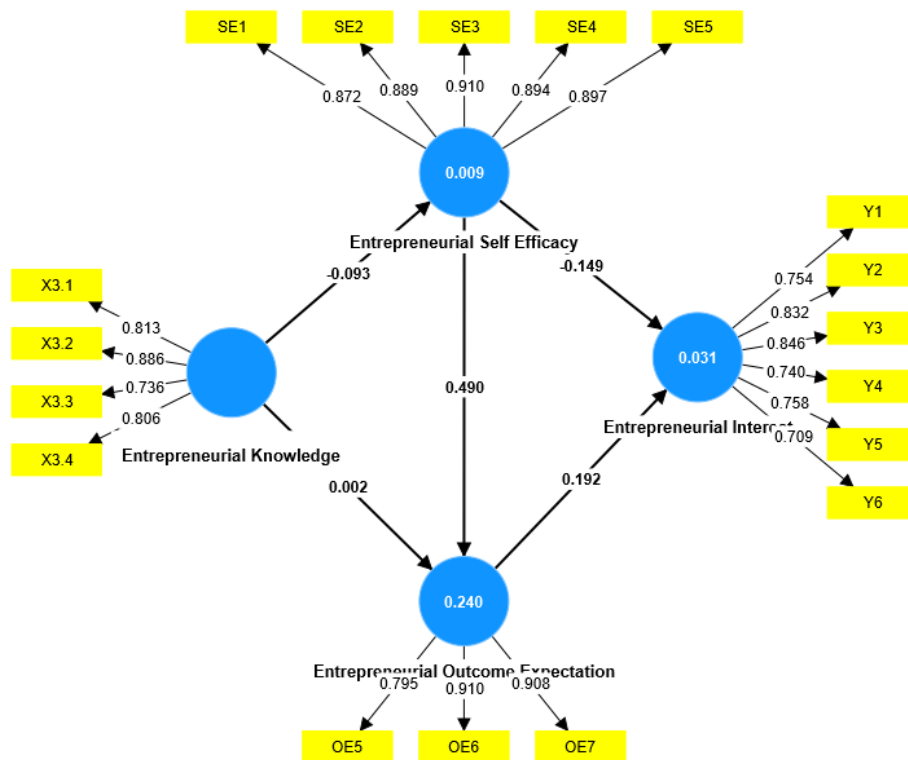 SE1 SE2 SE3 SE4 SE5
0.872 0.889 0.910 0.894 0.897
0.009
Entrepreneurial Self Efficacy
-0.093
-0.149
X3.1
X3.2
X3.3
X3.4
0.813
0.886
0.736
0.806
Entrepreneurial Knowledge
0.490
0.002
0.192
0.031
Entrepreneurial Interest
Y1
Y2
Y3
Y4
Y5
Y6
0.754
0.832
0.846
0.740
0.758
0.709
0.240
Entrepreneurial Outcome Expectation
0.795 0.910 0.908
OE5 OE6 OE7